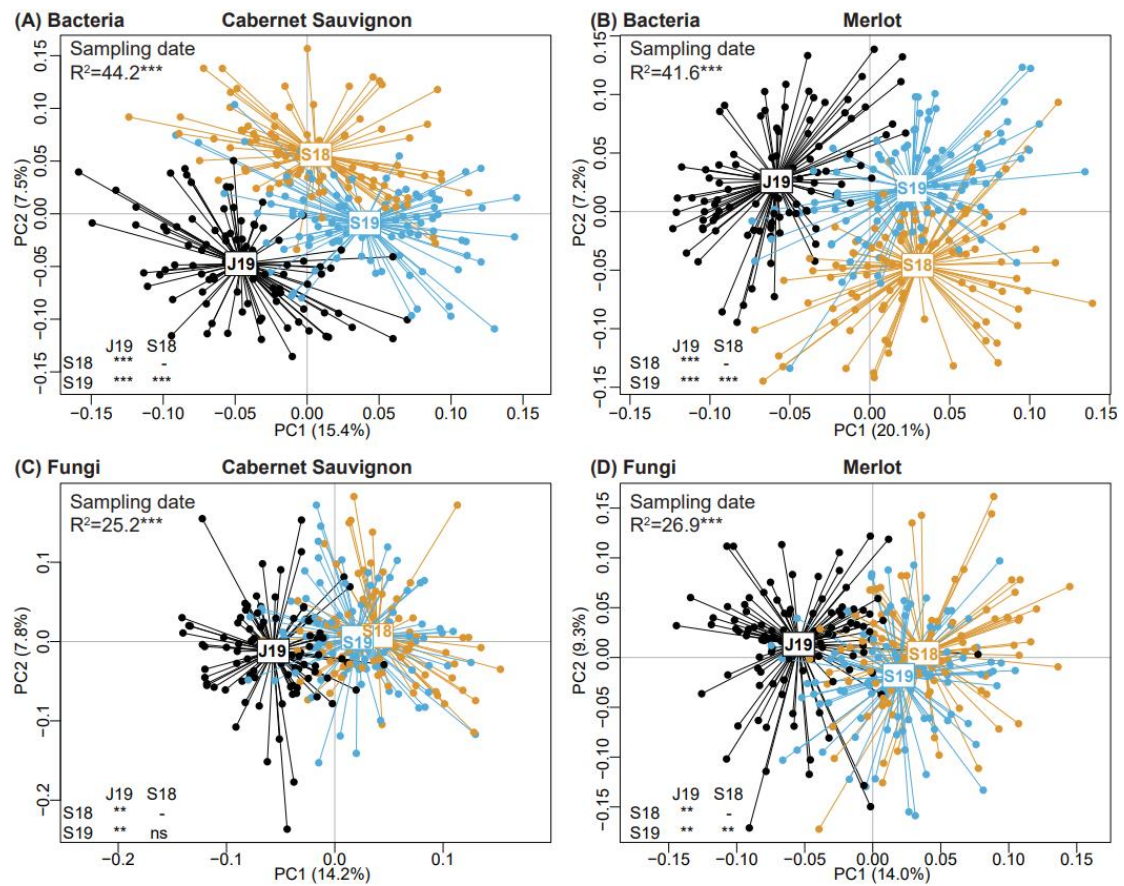 (A) Bacteria Cabernet Sauvignon
Sampling date
R²=44.2***
PC2 (7.5%)
0.15
0.10
0.05
0.00
−0.05
−0.10
−0.15
S18
S19
J19
J19 S18
S18 *** -
S19 *** ***
−0.15 −0.10 −0.05 0.00 0.05 0.10 0.15
PC1 (15.4%)
(B) Bacteria Merlot
Sampling date
R²=41.6***
PC2 (7.2%)
0.15
0.10
0.05
0.00
−0.05
−0.10
−0.15
J19
S19
S18
J19 S18
S18 *** -
S19 *** ***
−0.15 −0.10 −0.05 0.00 0.05 0.10 0.15
PC1 (20.1%)
(C) Fungi Cabernet Sauvignon
Sampling date
R²=25.2***
PC2 (7.8%)
0.1
0.0
−0.1
−0.2
J19
S19
S18
J19 S18
S18 ** -
S19 ** ns
−0.2 −0.1 0.0 0.1
PC1 (14.2%)
(D) Fungi Merlot
Sampling date
R²=26.9***
PC2 (9.3%)
0.15
0.10
0.05
0.00
−0.05
−0.10
−0.15
J19
S18
S19
J19 S18
S18 ** -
S19 ** **
−0.15 −0.10 −0.05 0.00 0.05 0.10 0.15
PC1 (14.0%)